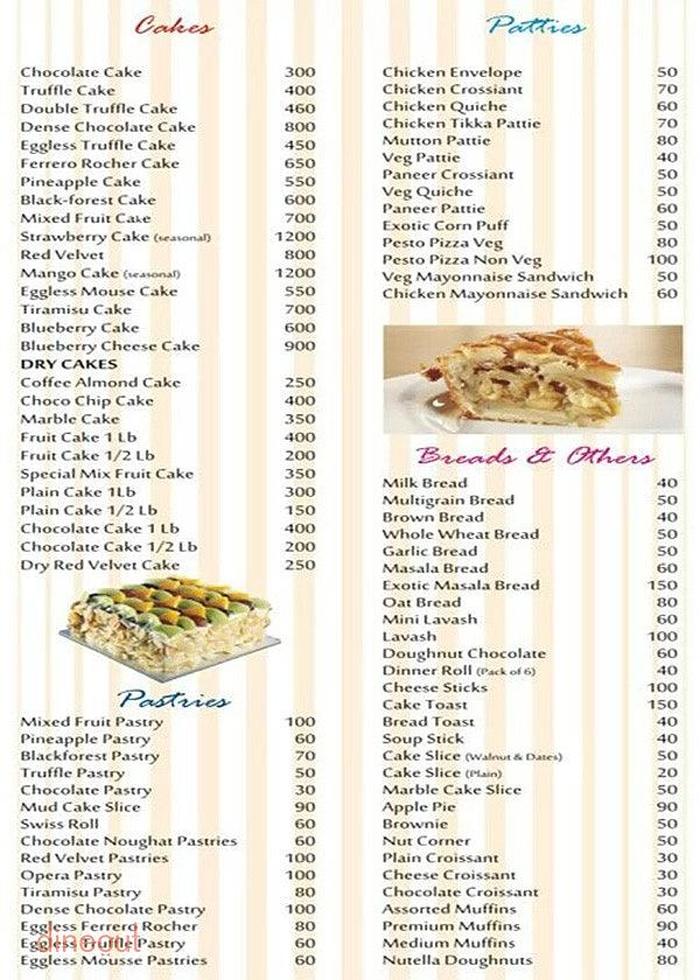 Cakes
Chocolate Cake 300
Truffle Cake 400
Double Truffle Cake 460
Dense Chocolate Cake 800
Eggless Truffle Cake 450
Ferrero Rocher Cake 650
Pineapple Cake 550
Black-forest Cake 600
Mixed Fruit Cake 700
Strawberry Cake (seasonal) 1200
Red Velvet 800
Mango Cake (seasonal) 1200
Eggless Mouse Cake 550
Tiramisu Cake 700
Blueberry Cake 600
Blueberry Cheese Cake 900
DRY CAKES
Coffee Almond Cake 250
Choco Chip Cake 400
Marble Cake 350
Fruit Cake 1 Lb 400
Fruit Cake 1/2 Lb 200
Special Mix Fruit Cake 350
Plain Cake 1Lb 300
Plain Cake 1/2 Lb 150
Chocolate Cake 1 Lb 400
Chocolate Cake 1/2 Lb 200
Dry Red Velvet Cake 250
Pastries
Mixed Fruit Pastry 100
Pineapple Pastry 60
Blackforest Pastry 70
Truffle Pastry 50
Chocolate Pastry 30
Mud Cake Slice 90
Swiss Roll 60
Chocolate Noughat Pastries 60
Red Velvet Pastries 100
Opera Pastry 100
Tiramisu Pastry 80
Dense Chocolate Pastry 100
Eggless Ferrero Rocher 80
Eggless Truffle Pastry 60
Eggless Mousse Pastries 60
dineout
Patties
Chicken Envelope 50
Chicken Crossiant 70
Chicken Quiche 60
Chicken Tikka Pattie 70
Mutton Pattie 80
Veg Pattie 40
Paneer Crossiant 50
Veg Quiche 50
Paneer Pattie 60
Exotic Corn Puff 50
Pesto Pizza Veg 80
Pesto Pizza Non Veg 100
Veg Mayonnaise Sandwich 50
Chicken Mayonnaise Sandwich 60
Breads & Others
Milk Bread 40
Multigrain Bread 50
Brown Bread 40
Whole Wheat Bread 50
Garlic Bread 50
Masala Bread 60
Exotic Masala Bread 150
Oat Bread 80
Mini Lavash 60
Lavash 100
Doughnut Chocolate 60
Dinner Roll (Pack of 6) 40
Cheese Sticks 100
Cake Toast 150
Bread Toast 40
Soup Stick 40
Cake Slice (Walnut & Dates) 50
Cake Slice (Plain) 20
Marble Cake Slice 50
Apple Pie 90
Brownie 50
Nut Corner 50
Plain Croissant 30
Cheese Croissant 30
Chocolate Croissant 30
Assorted Muffins 60
Premium Muffins 90
Medium Muffins 40
Nutella Doughnuts 80